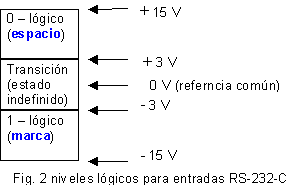 0 – lógico
(espacio)
Transición
(estado
indefinido)
1 – lógico
(marca)
+ 15 V
+ 3 V
0 V (referncia común)
- 3 V
- 15 V
Fig. 2 niveles lógicos para entradas RS-232-C